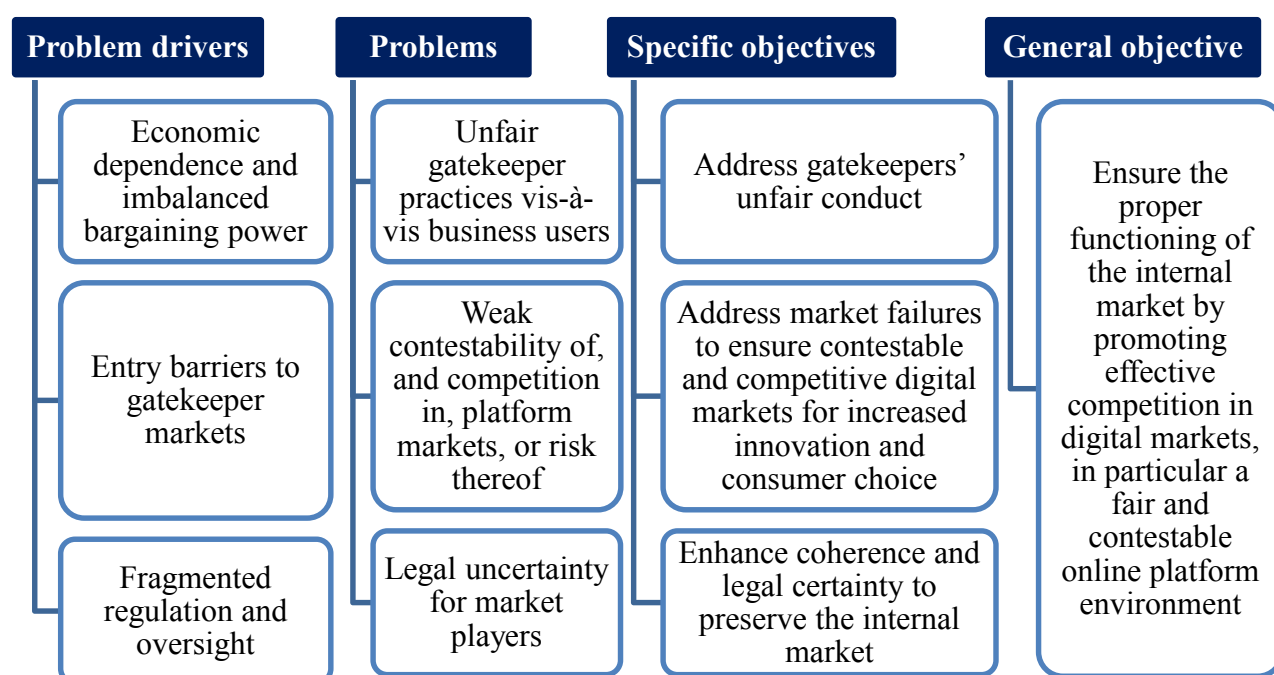 Problem drivers
Economic
dependence and
imbalanced
bargaining power
Entry barriers to
gatekeeper
markets
Fragmented
regulation and
oversight
Problems
Unfair
gatekeeper
practices vis-à-
vis business users
Weak
contestability of,
and competition
in, platform
markets, or risk
thereof
Legal uncertainty
for market
players
Specific objectives
Address gatekeepers’
unfair conduct
Address market failures
to ensure contestable
and competitive digital
markets for increased
innovation and
consumer choice
Enhance coherence and
legal certainty to
preserve the internal
market
General objective
Ensure the
proper
functioning of
the internal
market by
promoting
effective
competition in
digital markets,
in particular a
fair and
contestable
online platform
environment